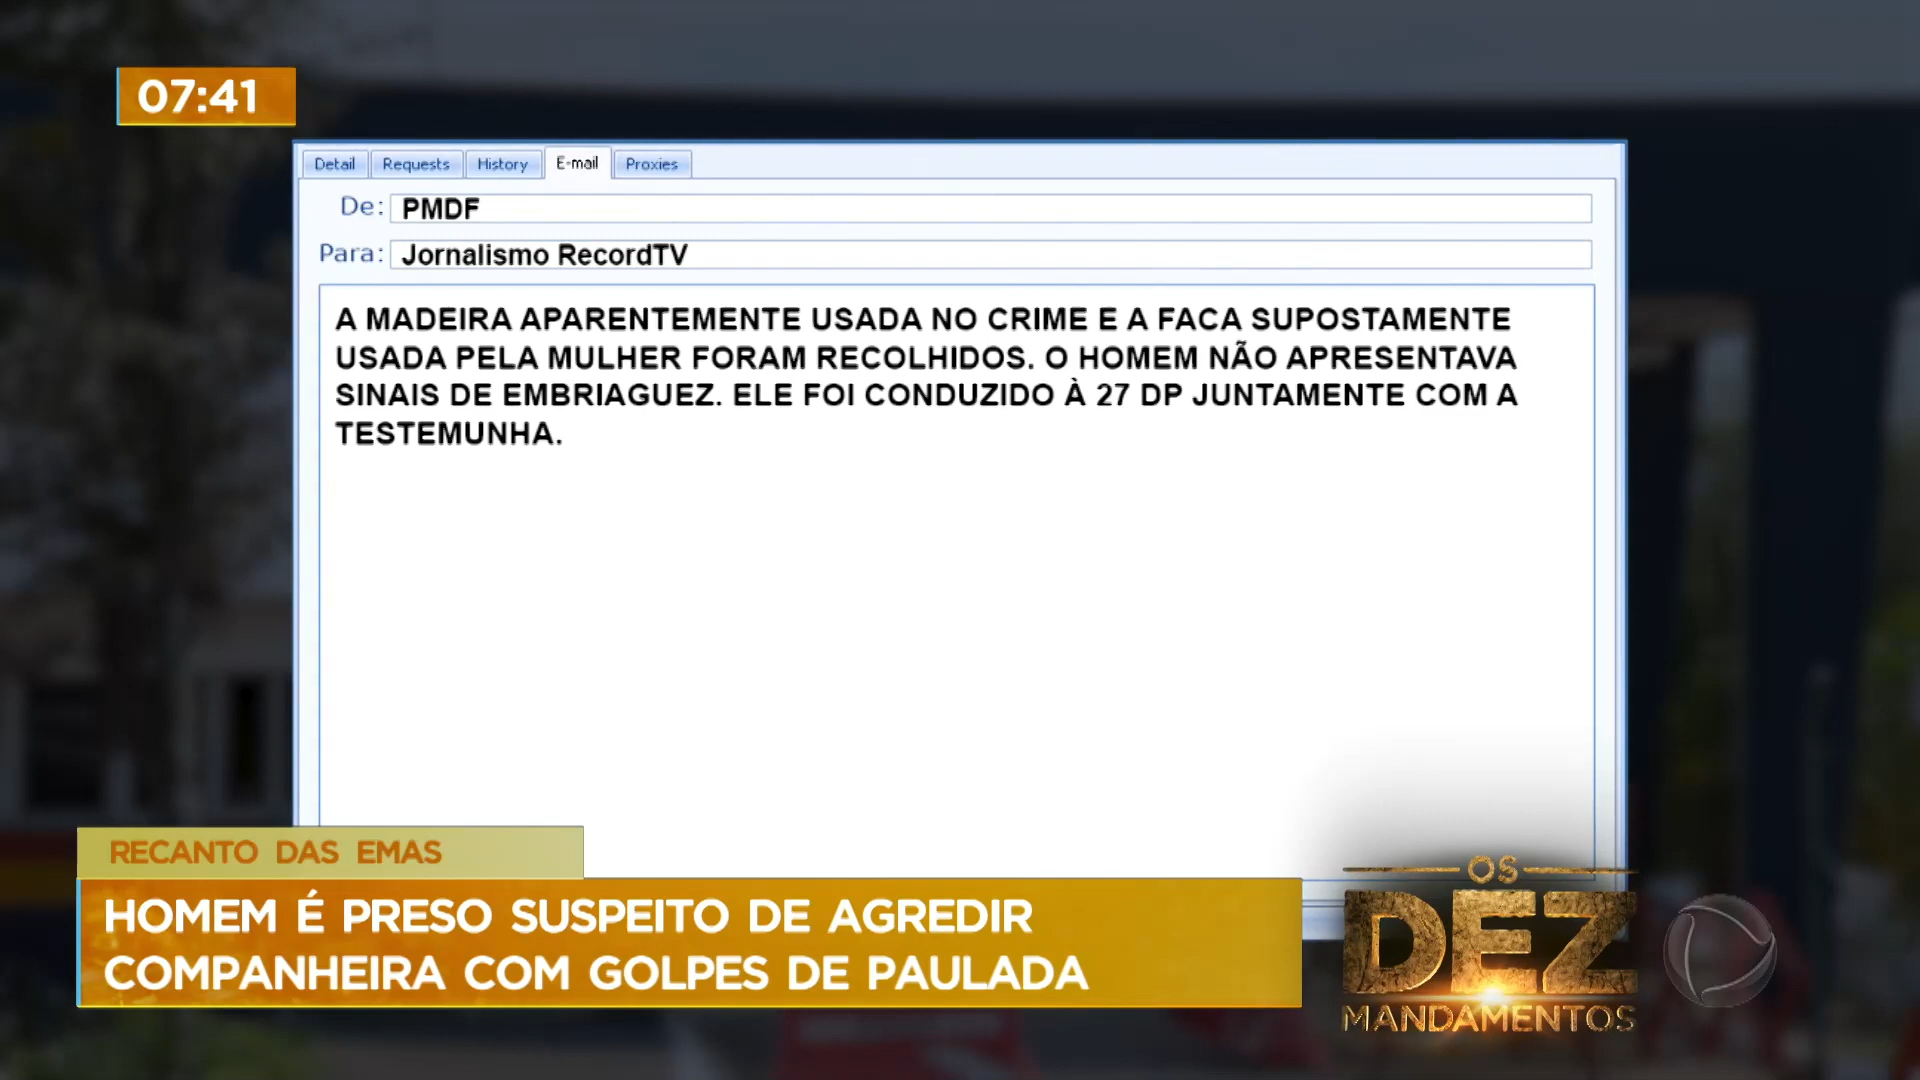 07:41
Detail Requests History E-mail Proxies
De: PMDF
Para: Jornalismo RecordTV
A MADEIRA APARENTEMENTE USADA NO CRIME E A FACA SUPOSTAMENTE
USADA PELA MULHER FORAM RECOLHIDOS. O HOMEM NÃO APRESENTAVA
SINAIS DE EMBRIAGUEZ. ELE FOI CONDUZIDO À 27 DP JUNTAMENTE COM A
TESTEMUNHA.
RECANTO DAS EMAS
HOMEM É PRESO SUSPEITO DE AGREDIR
COMPANHEIRA COM GOLPES DE PAULADA
OS
DEZ
MANDAMENTOS